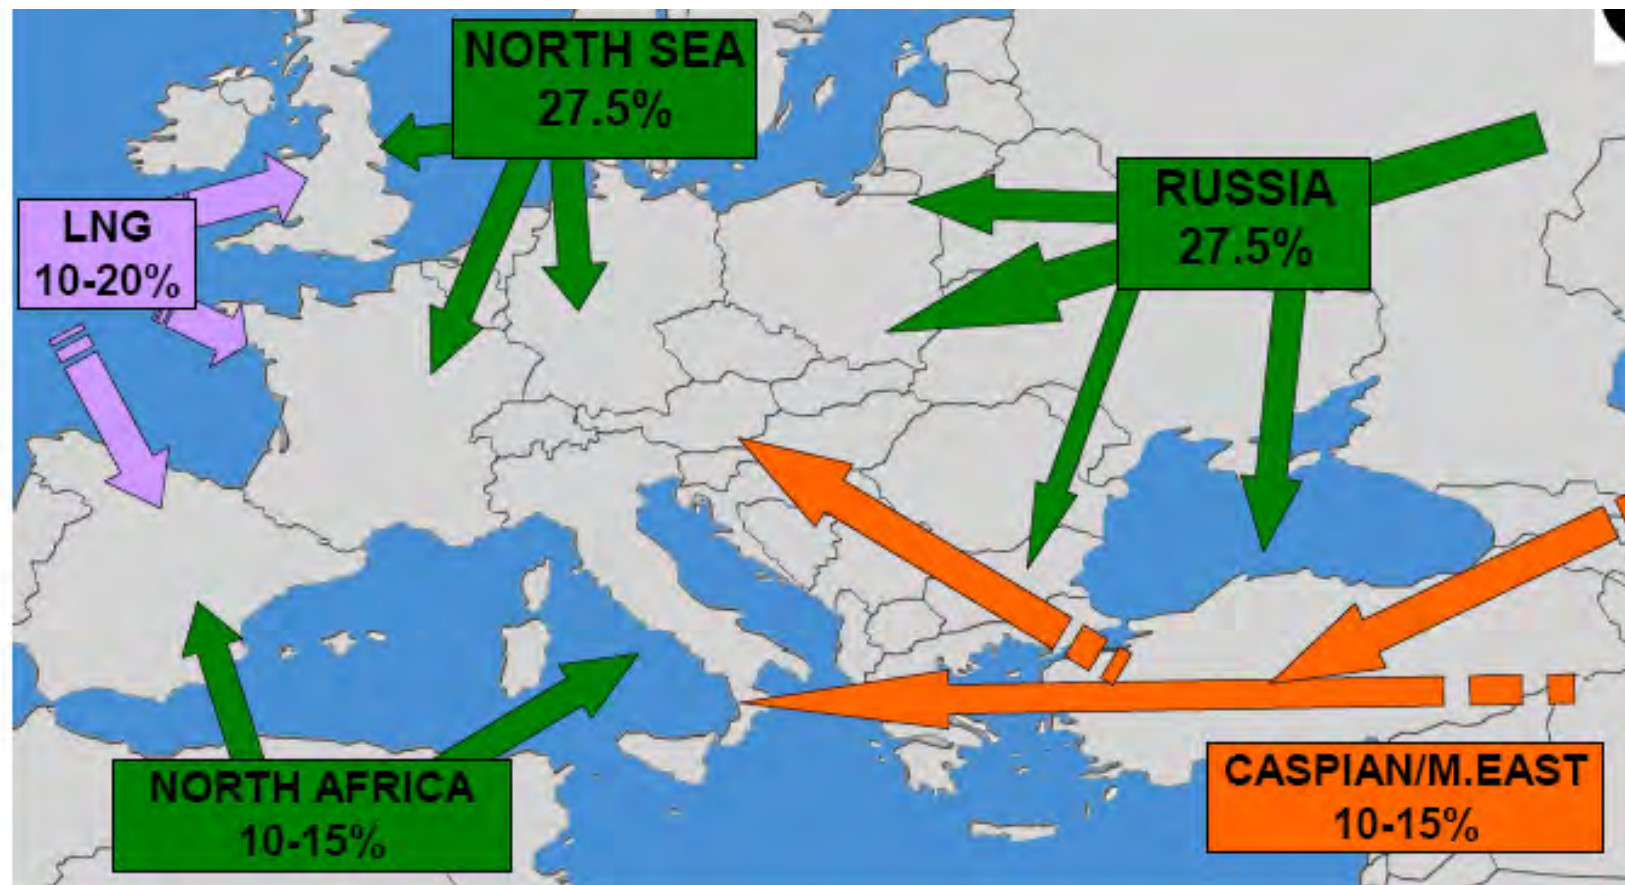 NORTH SEA
27.5%
RUSSIA
27.5%
LNG
10-20%
NORTH AFRICA
10-15%
CASPIAN/M.EAST
10-15%